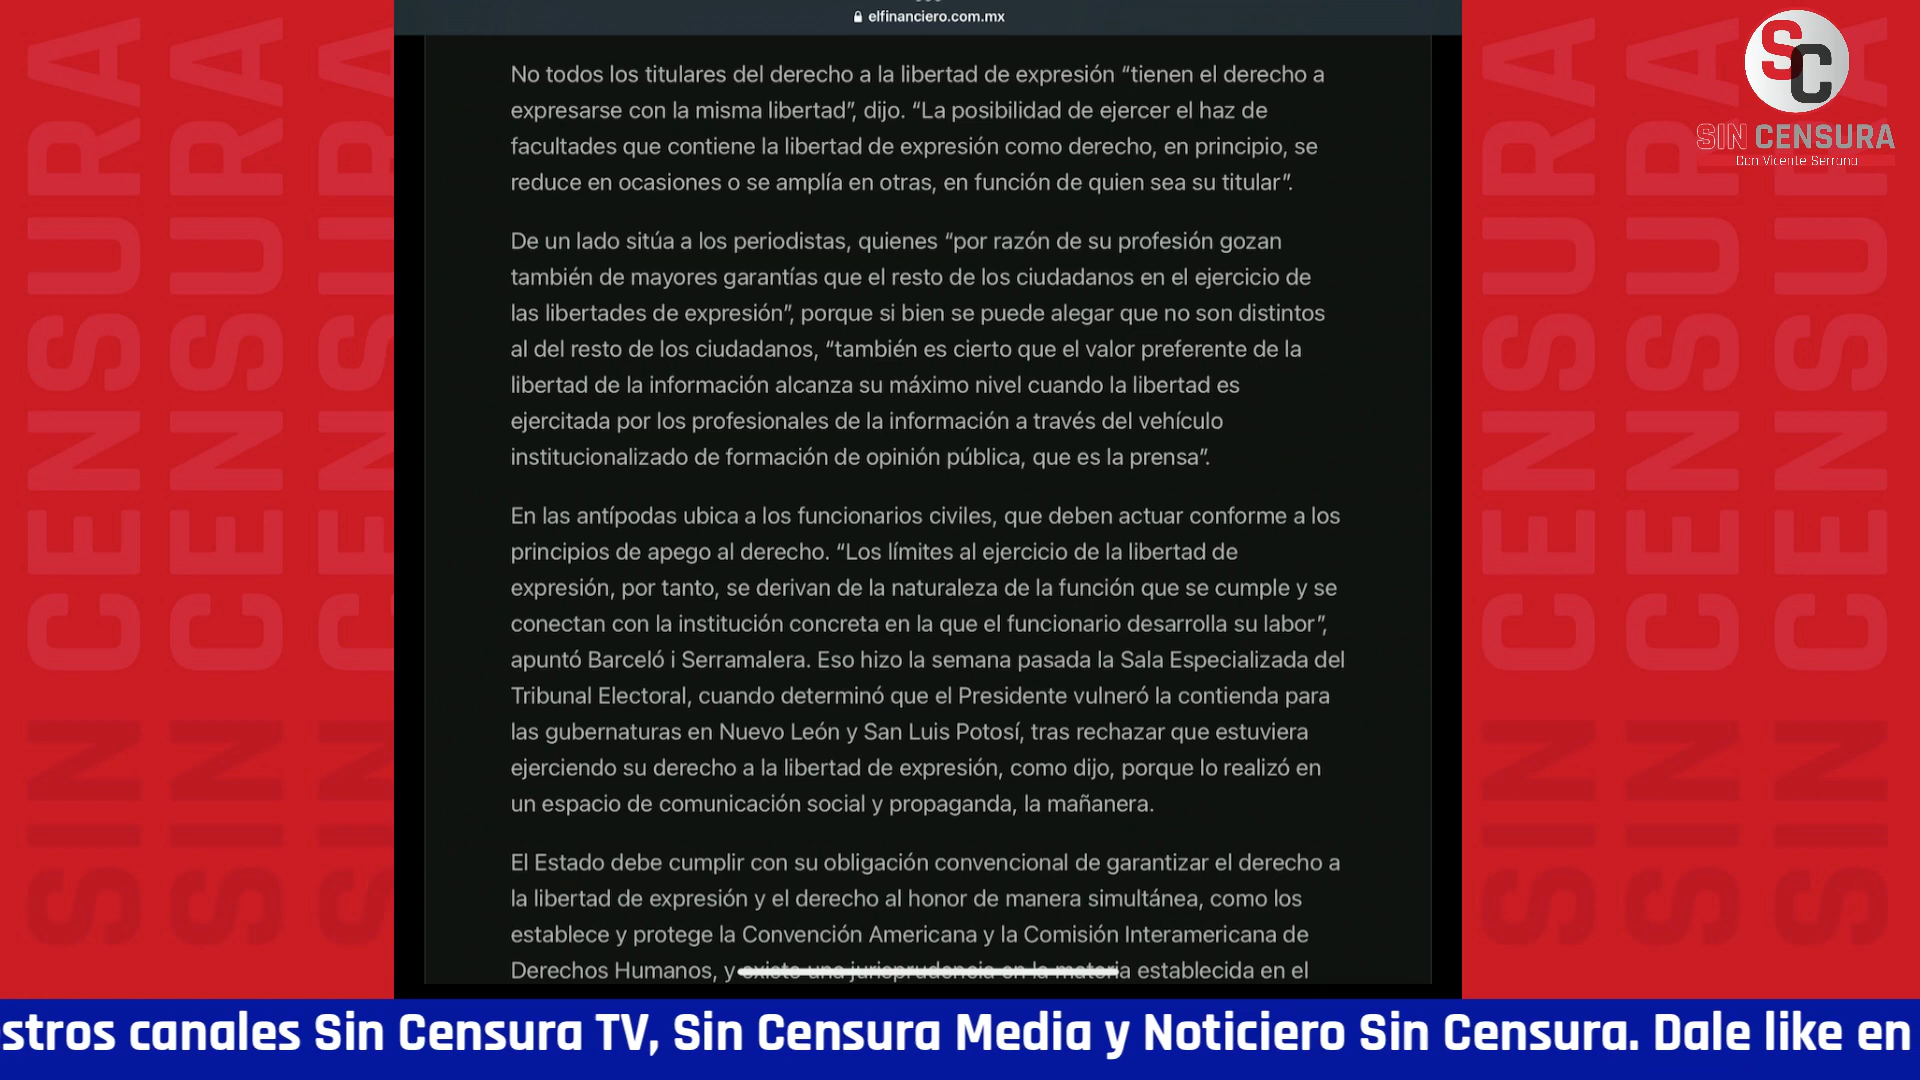 elfinanciero.com.mx
No todos los titulares del derecho a la libertad de expresión “tienen el derecho a
expresarse con la misma libertad”, dijo. “La posibilidad de ejercer el haz de
facultades que contiene la libertad de expresión como derecho, en principio, se
reduce en ocasiones o se amplía en otras, en función de quien sea su titular”.
De un lado sitúa a los periodistas, quienes “por razón de su profesión gozan
también de mayores garantías que el resto de los ciudadanos en el ejercicio de
las libertades de expresión”, porque si bien se puede alegar que no son distintos
al del resto de los ciudadanos, “también es cierto que el valor preferente de la
libertad de la información alcanza su máximo nivel cuando la libertad es
ejercitada por los profesionales de la información a través del vehículo
institucionalizado de formación de opinión pública, que es la prensa”.
En las antípodas ubica a los funcionarios civiles, que deben actuar conforme a los
principios de apego al derecho. “Los límites al ejercicio de la libertad de
expresión, por tanto, se derivan de la naturaleza de la función que se cumple y se
conectan con la institución concreta en la que el funcionario desarrolla su labor”,
apuntó Barceló i Serramalera. Eso hizo la semana pasada la Sala Especializada del
Tribunal Electoral, cuando determinó que el Presidente vulneró la contienda para
las gubernaturas en Nuevo León y San Luis Potosí, tras rechazar que estuviera
ejerciendo su derecho a la libertad de expresión, como dijo, porque lo realizó en
un espacio de comunicación social y propaganda, la mañanera.
El Estado debe cumplir con su obligación convencional de garantizar el derecho a
la libertad de expresión y el derecho al honor de manera simultánea, como los
establece y protege la Convención Americana y la Comisión Interamericana de
Derechos Humanos, y existe una jurisprudencia en la materia establecida en el
SC
SIN CENSURA
Con Vicente Serrano
SIN CENSURA
SIN CENSURA
SIN CENSURA
SIN CENSURA
SIN CENSURA
SIN CENSURA
stros canales Sin Censura TV, Sin Censura Media y Noticiero Sin Censura. Dale like en